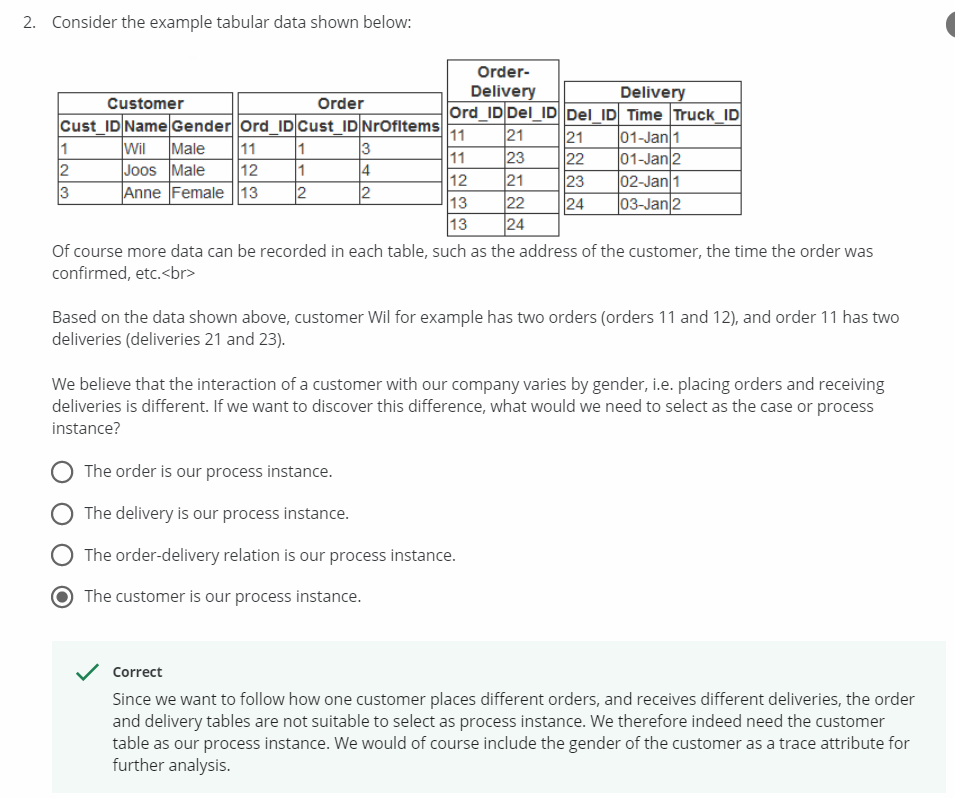 2. Consider the example tabular data shown below:
Customer
Cust_ID Name Gender
1 Wil Male
2 Joos Male
3 Anne Female
Order
Ord_ID Cust_ID NrOfItems
11 1 3
12 1 4
13 2 2
Order-
Delivery
Ord_ID Del_ID
11 21
11 23
12 21
13 22
13 24
Delivery
Del_ID Time Truck_ID
21 01-Jan 1
22 01-Jan 2
23 02-Jan 1
24 03-Jan 2
Of course more data can be recorded in each table, such as the address of the customer, the time the order was
confirmed, etc.<br>
Based on the data shown above, customer Wil for example has two orders (orders 11 and 12), and order 11 has two
deliveries (deliveries 21 and 23).
We believe that the interaction of a customer with our company varies by gender, i.e. placing orders and receiving
deliveries is different. If we want to discover this difference, what would we need to select as the case or process
instance?
The order is our process instance.
The delivery is our process instance.
The order-delivery relation is our process instance.
The customer is our process instance.
Correct
Since we want to follow how one customer places different orders, and receives different deliveries, the order
and delivery tables are not suitable to select as process instance. We therefore indeed need the customer
table as our process instance. We would of course include the gender of the customer as a trace attribute for
further analysis.